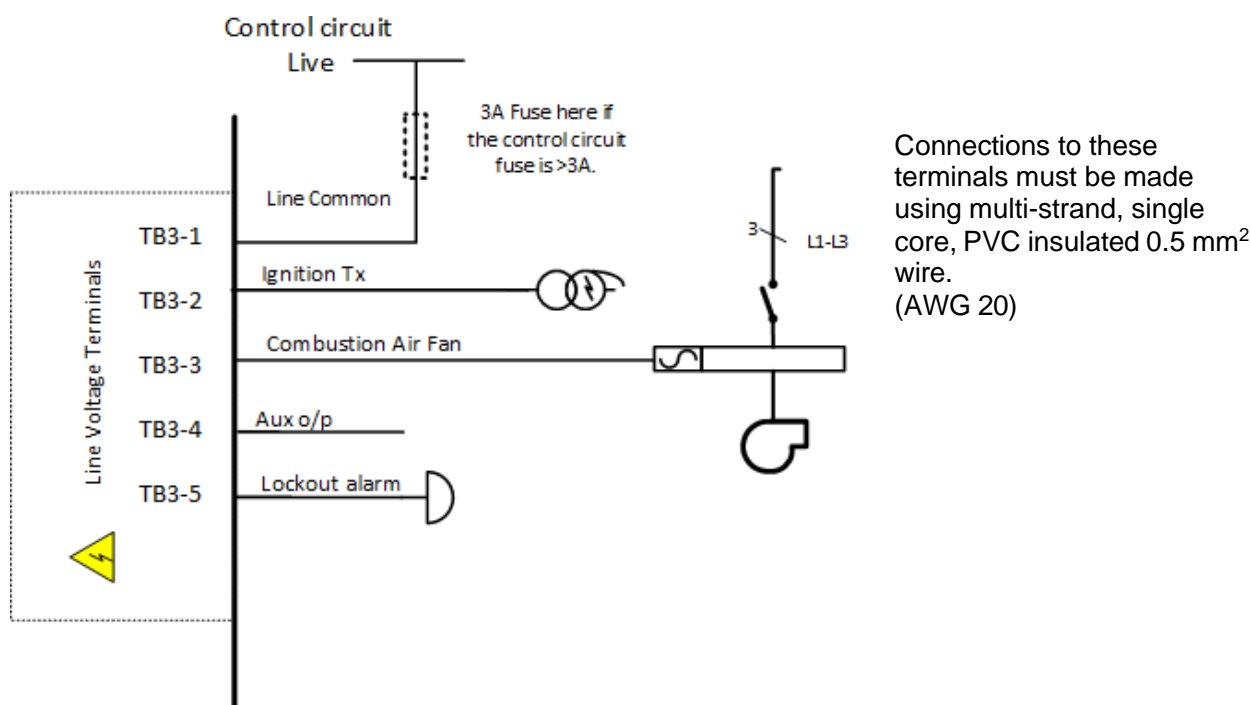 Control circuit
Live
3A Fuse here if
the control circuit
fuse is >3A.
Line Common
TB3-1
Ignition Tx
TB3-2
Combustion Air Fan
TB3-3
Aux o/p
TB3-4
Lockout alarm
TB3-5
Line Voltage Terminals
3
L1-L3
Connections to these
terminals must be made
using multi-strand, single
core, PVC insulated 0.5 mm²
wire.
(AWG 20)